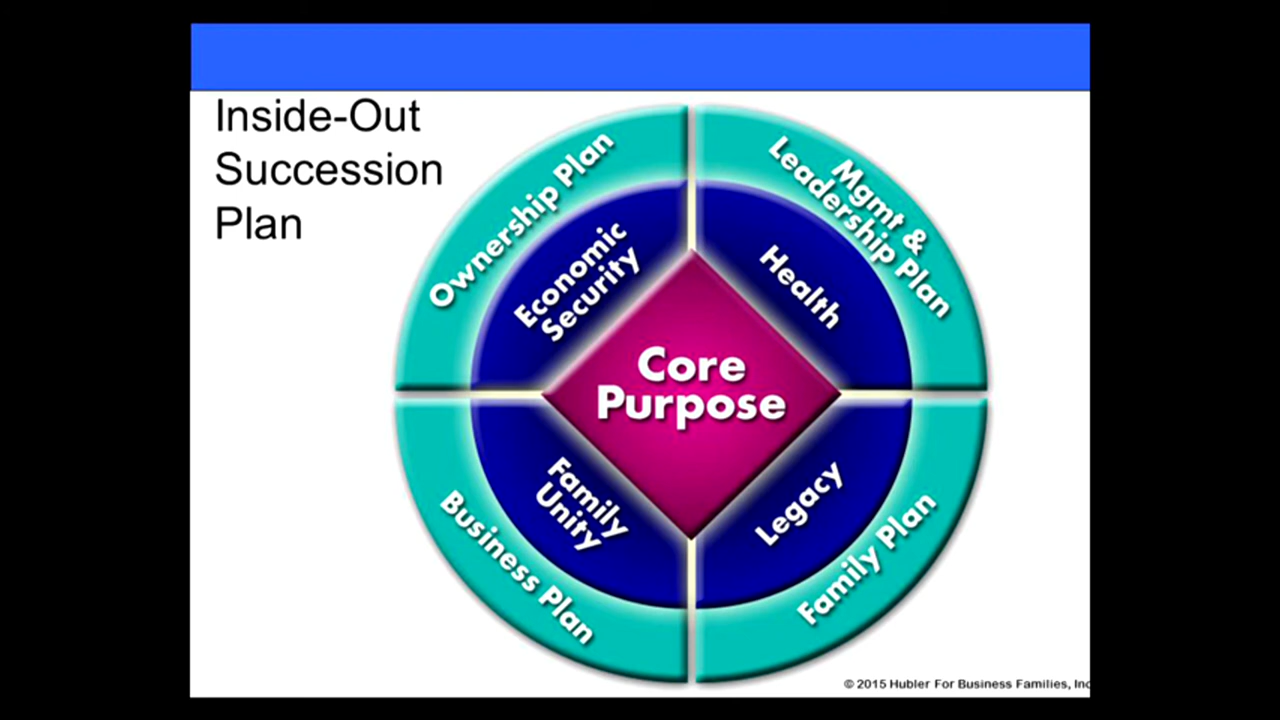 Inside-Out
Succession
Plan
Ownership Plan
Mgmt &
Leadership Plan
Economic
Security
Health
Core
Purpose
Family
Unity
Legacy
Business Plan
Family Plan
© 2015 Hubler For Business Families, Inc